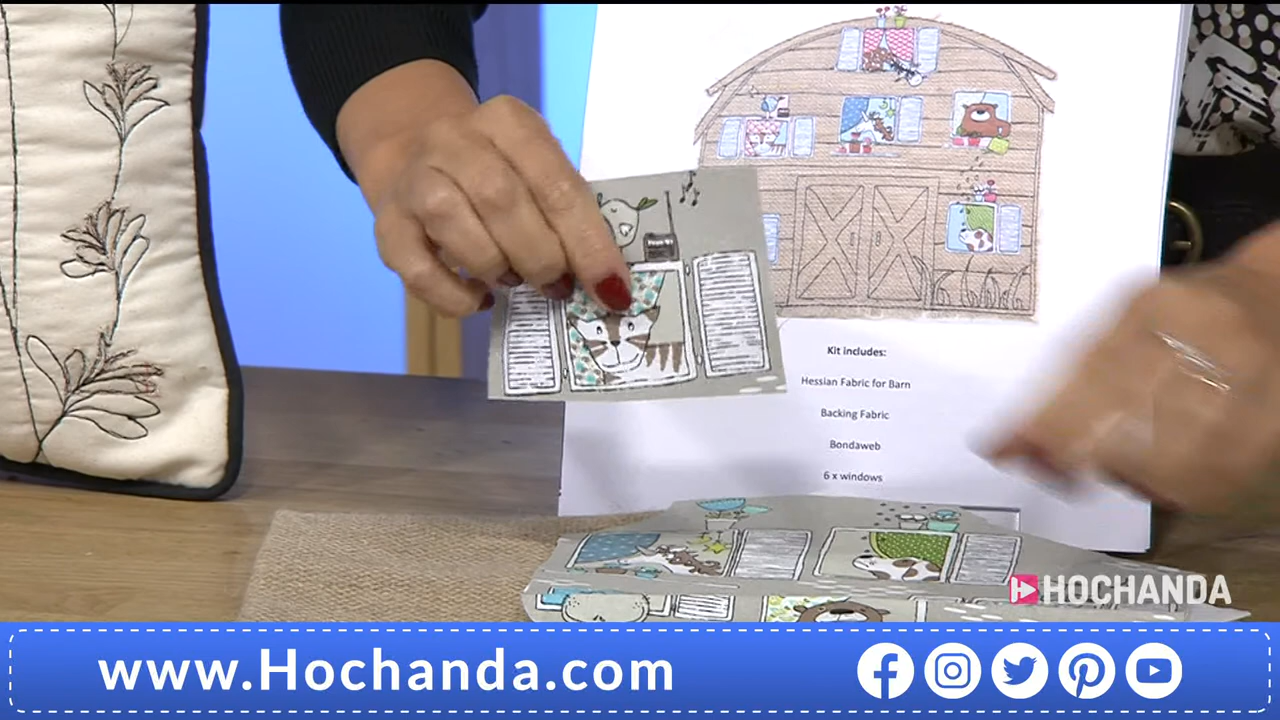 Kit includes:
Hessian Fabric for Barn
Backing Fabric
Bondaweb
6 x windows
HOCHANDA
www.Hochanda.com